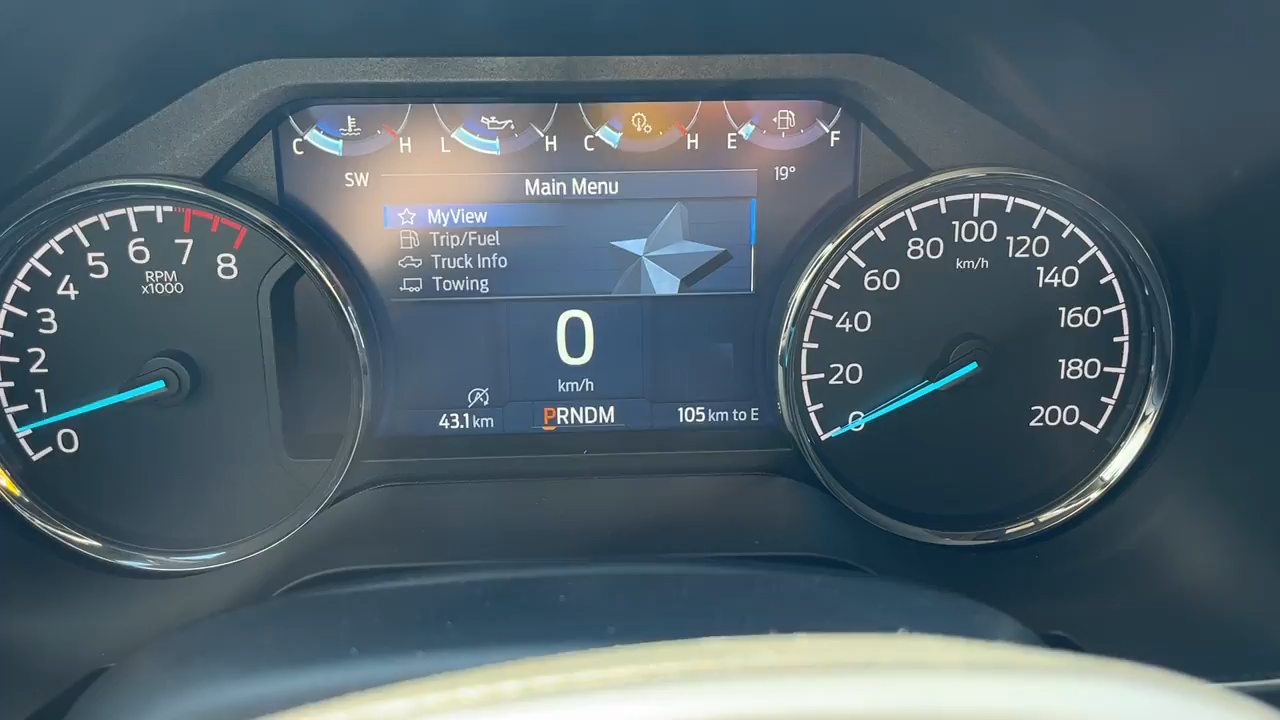 C H L H C H E F
SW 19°
Main Menu
MyView
Trip/Fuel
Truck Info
Towing
0
km/h
43.1 km PRNDM 105 km to E
0 1 2 3 4 5 6 7 8
RPM
x1000
0 20 40 60 80 100 120 140 160 180 200
km/h